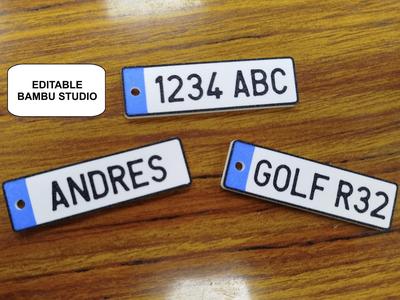 EDITABLE
BAMBU STUDIO
1234 ABC
ANDRES
GOLF R32